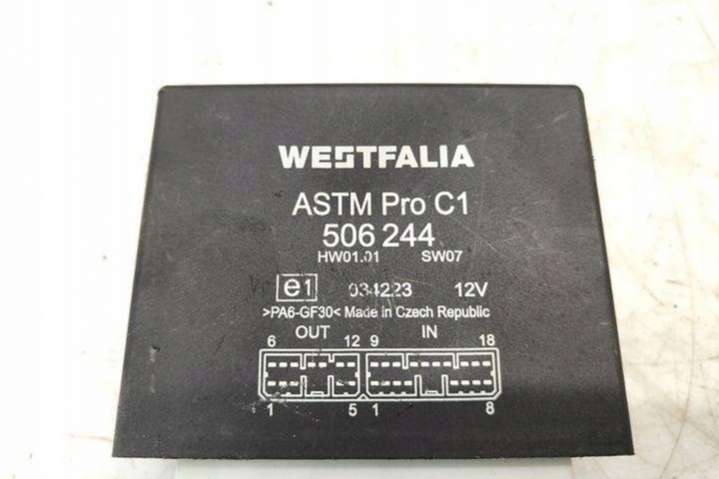 WESTFALIA
ASTM Pro C1
506 244
HW01.01 SW07
e1 034223 12V
>PA6-GF30< Made in Czech Republic
OUT IN
6 12 9 18
1 5 1 8